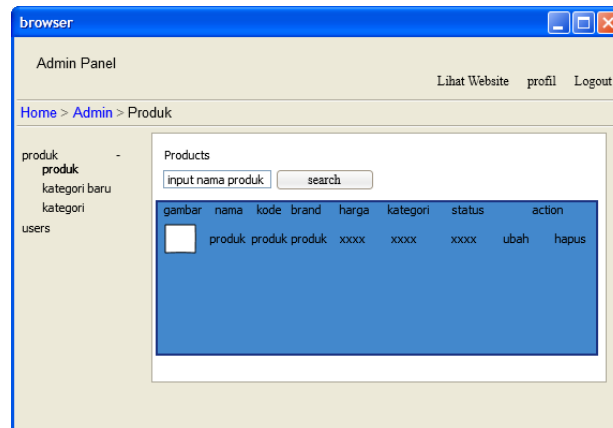 browser
Admin Panel
Lihat Website profil Logout
Home > Admin > Produk
produk -
produk
kategori baru
kategori
users
Products
input nama produk search
gambar nama kode brand harga kategori status action
produk produk produk xxxx xxxx xxxx ubah hapus